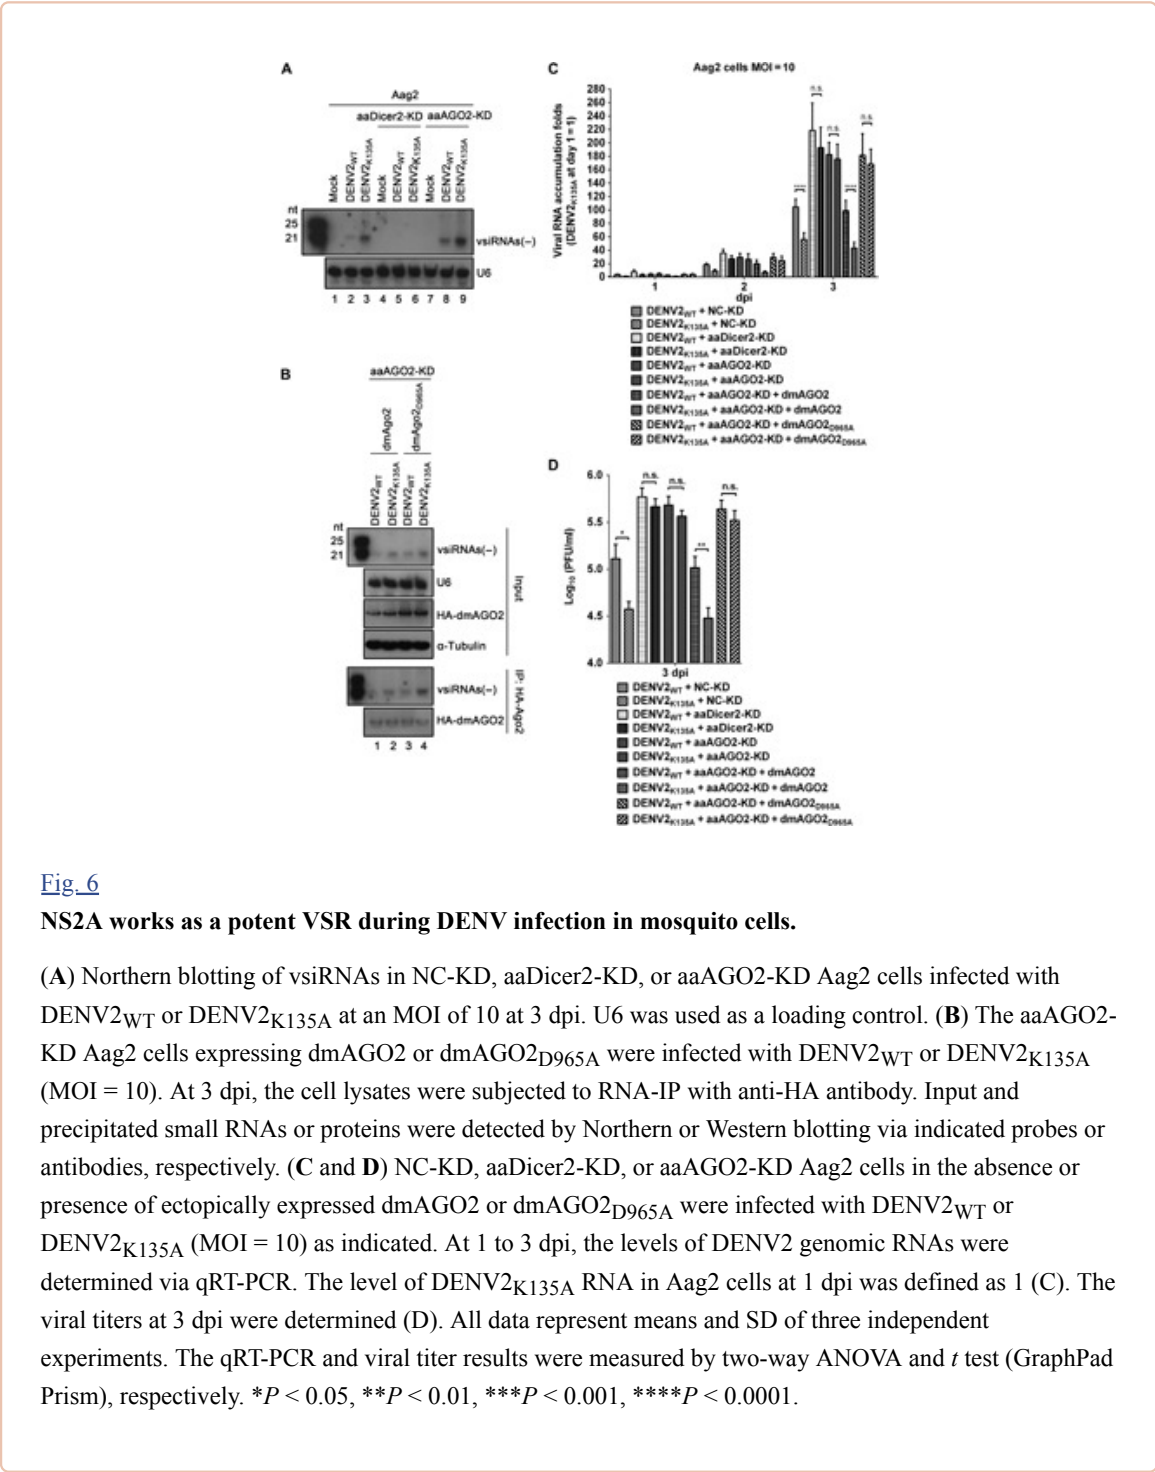 A
Aag2
aaDicer2-KD aaAGO2-KD
Mock
DENV2WT
DENV2K135A
Mock
DENV2WT
DENV2K135A
Mock
DENV2WT
DENV2K135A
nt
25
21
vsiRNAs(–)
U6
1 2 3 4 5 6 7 8 9
B
aaAGO2-KD
dmAgo2
dmAgo2D965A
DENV2WT
DENV2K135A
DENV2WT
DENV2K135A
nt
25
21
vsiRNAs(–)
U6
HA-dmAGO2
α-Tubulin
Input
vsiRNAs(–)
HA-dmAGO2
IP: HA-Ago2
1 2 3 4
C
Aag2 cells MOI = 10
Viral RNA accumulation folds
(DENV2K135A at day 1 = 1)
280
260
240
220
200
180
160
140
120
100
80
60
40
20
0
n.s.
n.s.
n.s.
1 2 3
dpi
DENV2WT + NC-KD
DENV2K135A + NC-KD
DENV2WT + aaDicer2-KD
DENV2K135A + aaDicer2-KD
DENV2WT + aaAGO2-KD
DENV2K135A + aaAGO2-KD
DENV2WT + aaAGO2-KD + dmAGO2
DENV2K135A + aaAGO2-KD + dmAGO2
DENV2WT + aaAGO2-KD + dmAGO2D965A
DENV2K135A + aaAGO2-KD + dmAGO2D965A
D
Log10 (PFU/ml)
6.0
5.5
5.0
4.5
4.0
*
n.s.
n.s.
**
n.s.
3 dpi
DENV2WT + NC-KD
DENV2K135A + NC-KD
DENV2WT + aaDicer2-KD
DENV2K135A + aaDicer2-KD
DENV2WT + aaAGO2-KD
DENV2K135A + aaAGO2-KD
DENV2WT + aaAGO2-KD + dmAGO2
DENV2K135A + aaAGO2-KD + dmAGO2
DENV2WT + aaAGO2-KD + dmAGO2D965A
DENV2K135A + aaAGO2-KD + dmAGO2D965A
Fig. 6
NS2A works as a potent VSR during DENV infection in mosquito cells.
(A) Northern blotting of vsiRNAs in NC-KD, aaDicer2-KD, or aaAGO2-KD Aag2 cells infected with
DENV2WT or DENV2K135A at an MOI of 10 at 3 dpi. U6 was used as a loading control. (B) The aaAGO2-
KD Aag2 cells expressing dmAGO2 or dmAGO2D965A were infected with DENV2WT or DENV2K135A
(MOI = 10). At 3 dpi, the cell lysates were subjected to RNA-IP with anti-HA antibody. Input and
precipitated small RNAs or proteins were detected by Northern or Western blotting via indicated probes or
antibodies, respectively. (C and D) NC-KD, aaDicer2-KD, or aaAGO2-KD Aag2 cells in the absence or
presence of ectopically expressed dmAGO2 or dmAGO2D965A were infected with DENV2WT or
DENV2K135A (MOI = 10) as indicated. At 1 to 3 dpi, the levels of DENV2 genomic RNAs were
determined via qRT-PCR. The level of DENV2K135A RNA in Aag2 cells at 1 dpi was defined as 1 (C). The
viral titers at 3 dpi were determined (D). All data represent means and SD of three independent
experiments. The qRT-PCR and viral titer results were measured by two-way ANOVA and t test (GraphPad
Prism), respectively. *P < 0.05, **P < 0.01, ***P < 0.001, ****P < 0.0001.